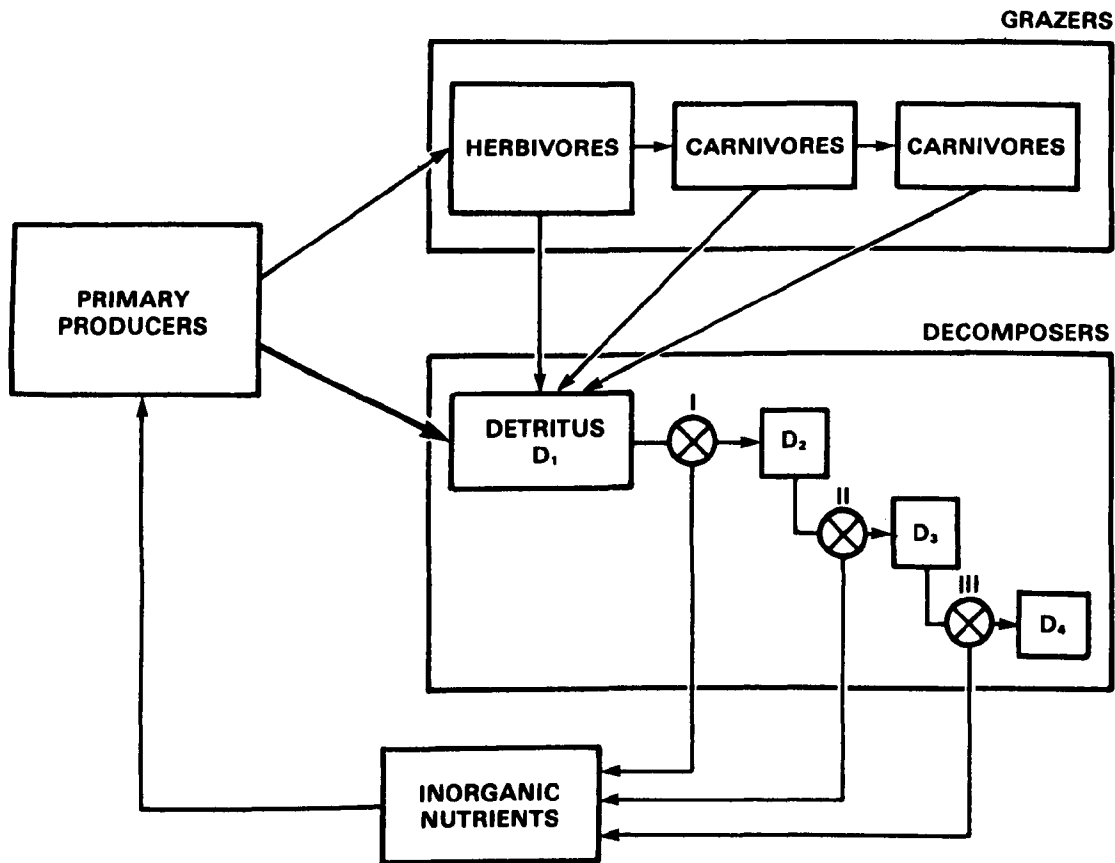 GRAZERS
HERBIVORES
CARNIVORES
CARNIVORES
PRIMARY
PRODUCERS
DECOMPOSERS
DETRITUS
D₁
I
D₂
II
D₃
III
D₄
INORGANIC
NUTRIENTS